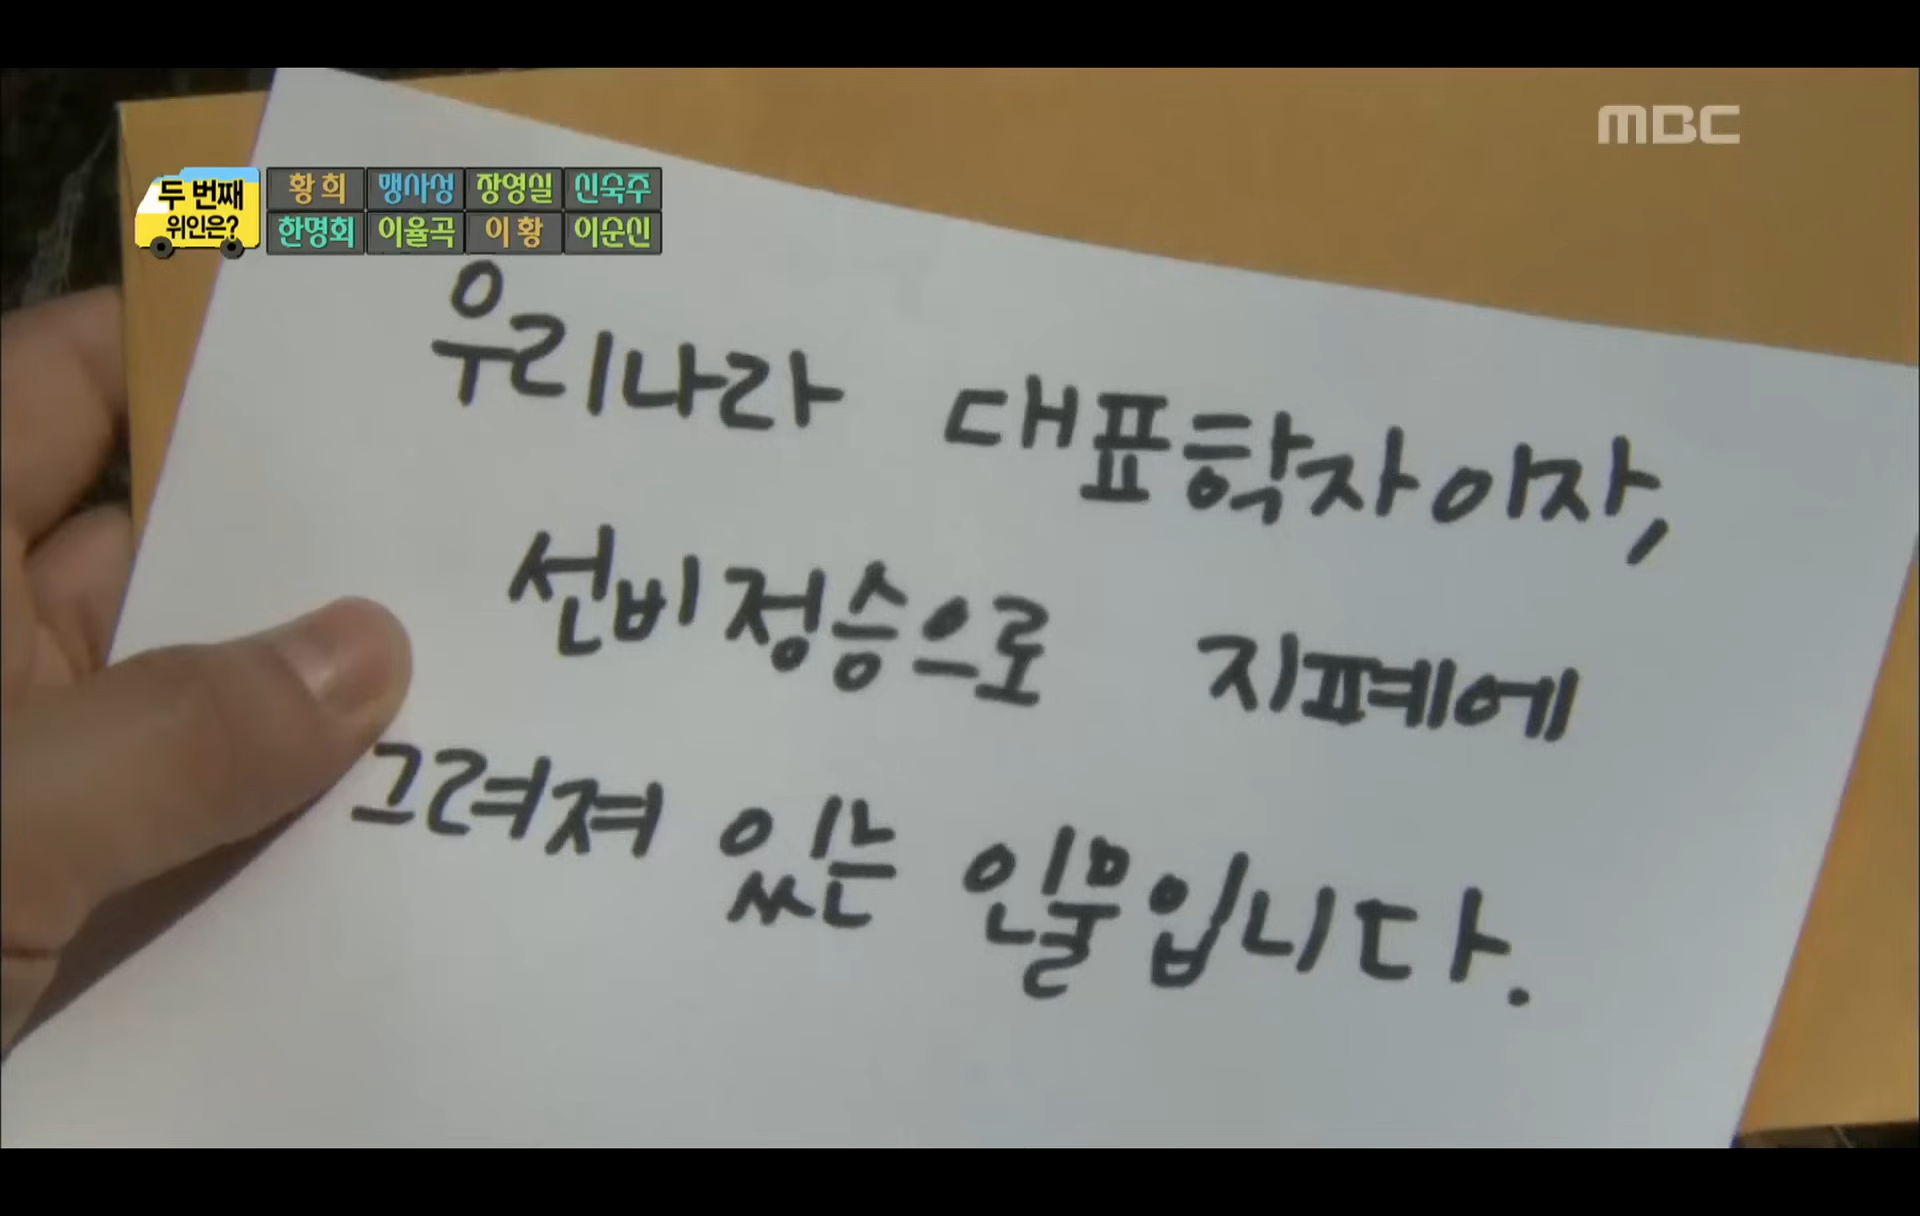 MBC
두 번째
위인은?
황희 맹사성 장영실 신숙주
한명회 이율곡 이황 이순신
우리나라 대표학자이자,
선비정승으로 지폐에
그려져 있는 인물입니다.